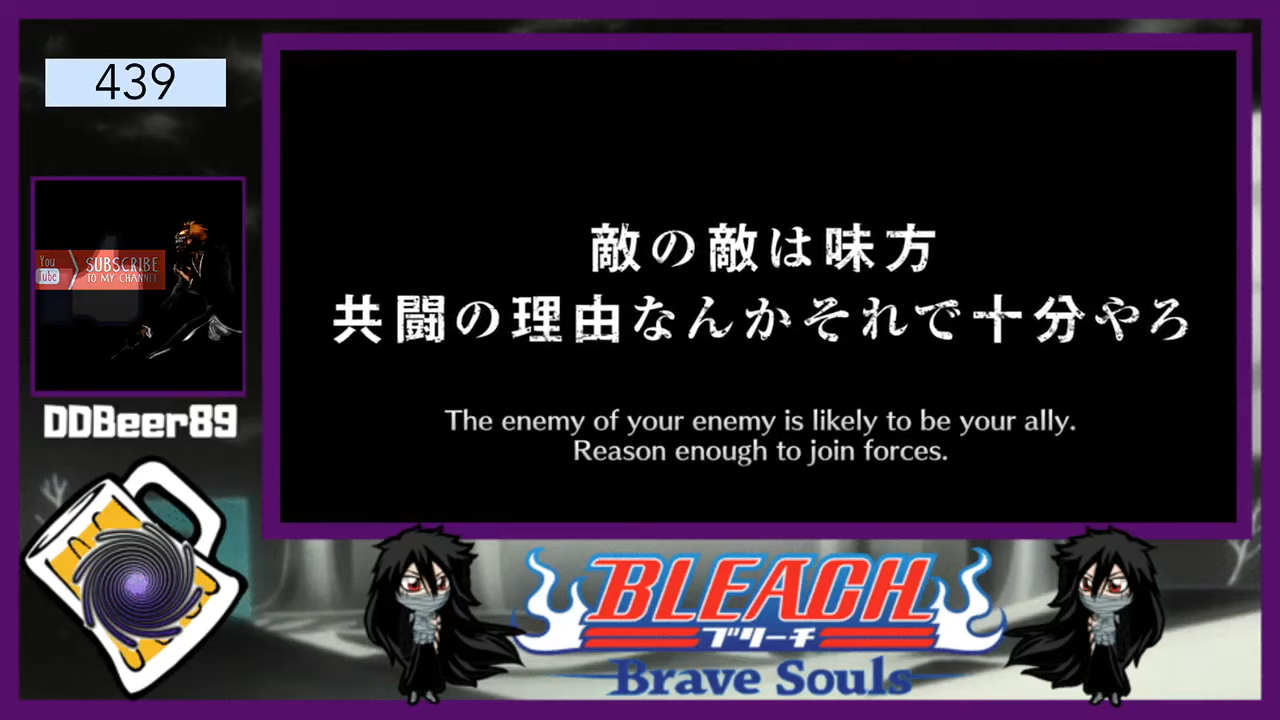 439
敵の敵は味方
共闘の理由なんかそれで十分やろ
The enemy of your enemy is likely to be your ally.
Reason enough to join forces.
You
Tube
SUBSCRIBE
TO MY CHANNEL
DDBeer89
BLEACH
ブリーチ
Brave Souls